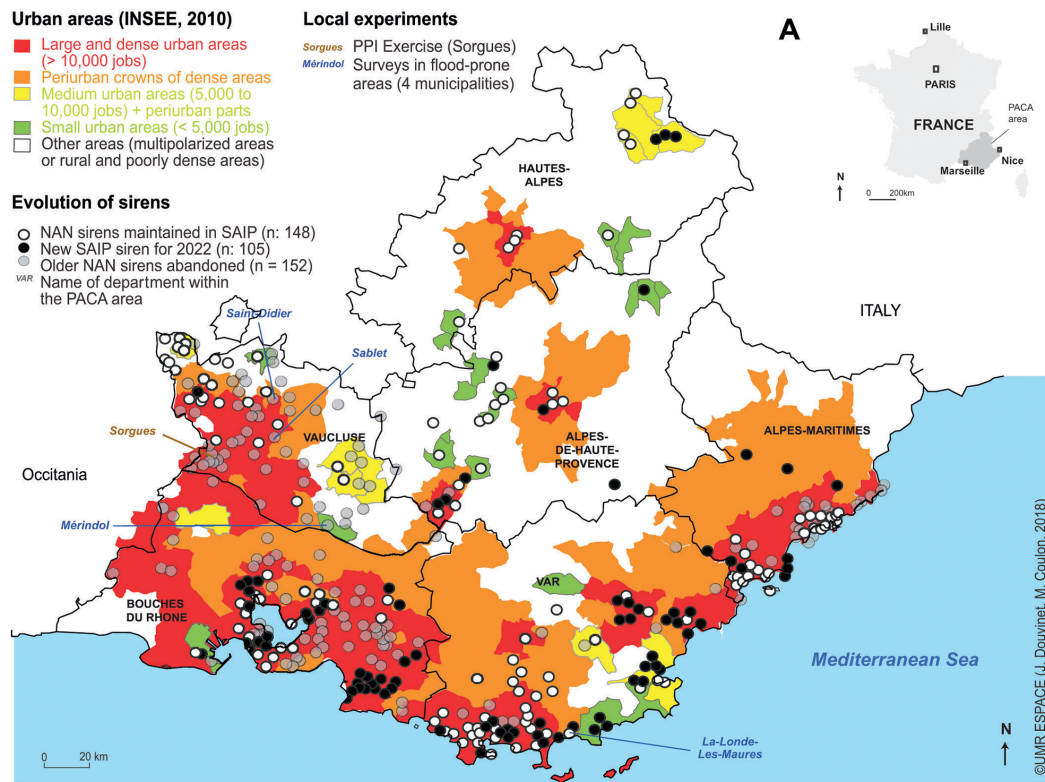 Urban areas (INSEE, 2010)
Large and dense urban areas
(> 10,000 jobs)
Periurban crowns of dense areas
Medium urban areas (5,000 to
10,000 jobs) + periurban parts
Small urban areas (< 5,000 jobs)
Other areas (multipolarized areas
or rural and poorly dense areas)
Evolution of sirens
NAN sirens maintained in SAIP (n: 148)
New SAIP siren for 2022 (n: 105)
Older NAN sirens abandoned (n = 152)
VAR Name of department within
the PACA area
Local experiments
Sorgues PPI Exercise (Sorgues)
Mérindol Surveys in flood-prone
areas (4 municipalities)
A
Lille
PARIS
PACA
area
FRANCE
Nice
Marseille
N
0 200km
HAUTES-
ALPES
ITALY
Saint-Didier
Sablet
Sorgues
VAUCLUSE
ALPES-
DE-HAUTE-
PROVENCE
ALPES-MARITIMES
Occitania
Mérindol
VAR
BOUCHES
DU RHONE
Mediterranean Sea
La-Londe-
Les-Maures
N
0 20 km
©UMR ESPACE (J. Douvinet, M. Coulon, 2018)